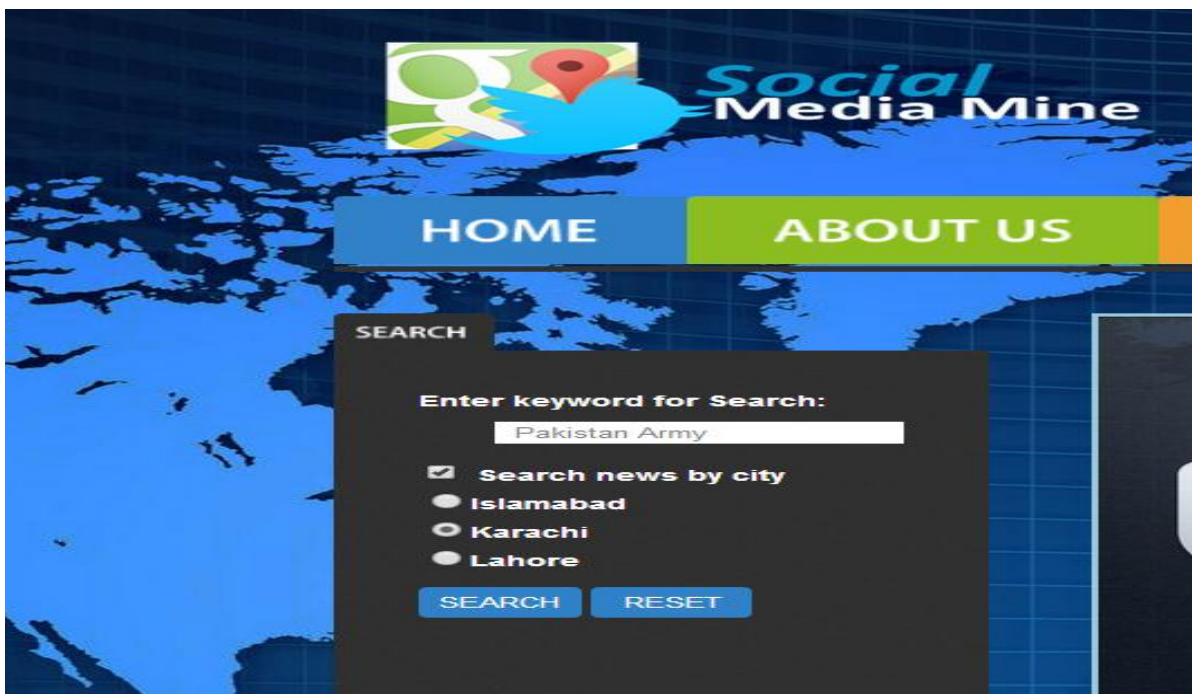 Social
Media Mine
HOME ABOUT US
SEARCH
Enter keyword for Search:
Pakistan Army
Search news by city
Islamabad
Karachi
Lahore
SEARCH RESET